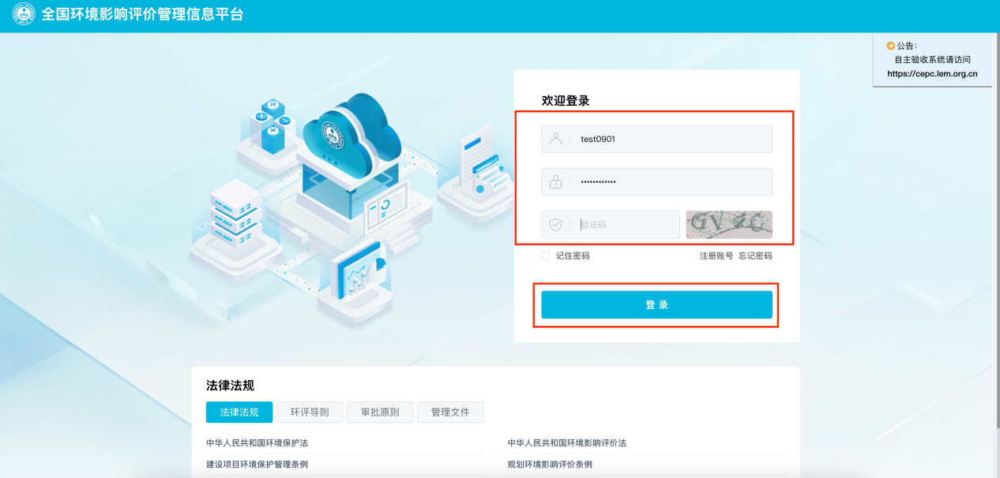 全国环境影响评价管理信息平台
公告：
自主验收系统请访问
https://cepc.lem.org.cn
欢迎登录
test0901
••••••••••••
验证码
记住密码
注册账号 忘记密码
登 录
法律法规
法律法规 环评导则 审批原则 管理文件
中华人民共和国环境保护法 中华人民共和国环境影响评价法
建设项目环境保护管理条例 规划环境影响评价条例